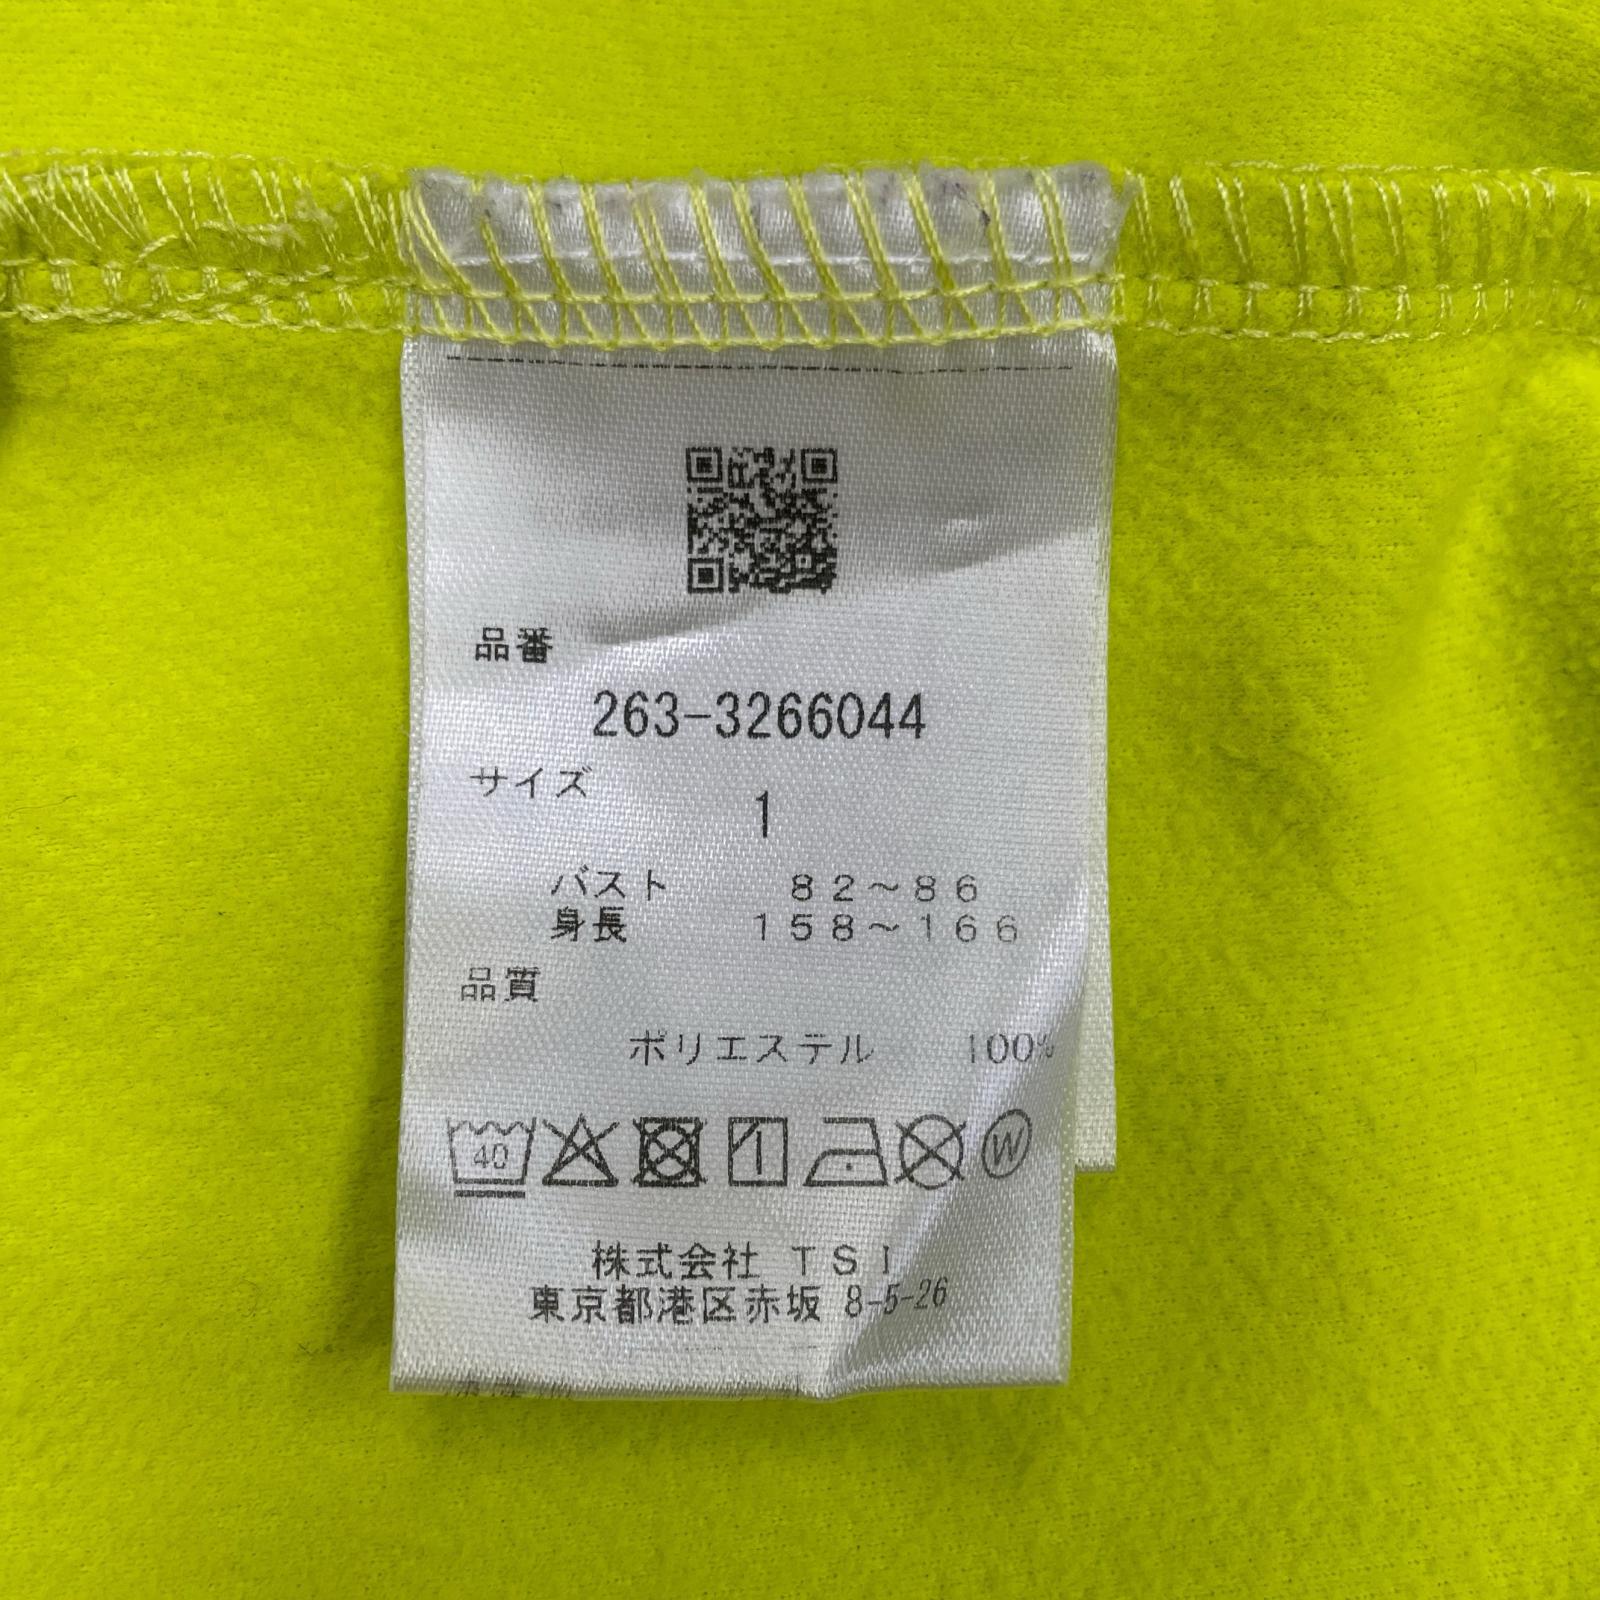 品番
263-3266044
サイズ
1
バスト 82～86
身長 158～166
品質
ポリエステル 100%
40 W
株式会社 TSI
東京都港区赤坂 8-5-26